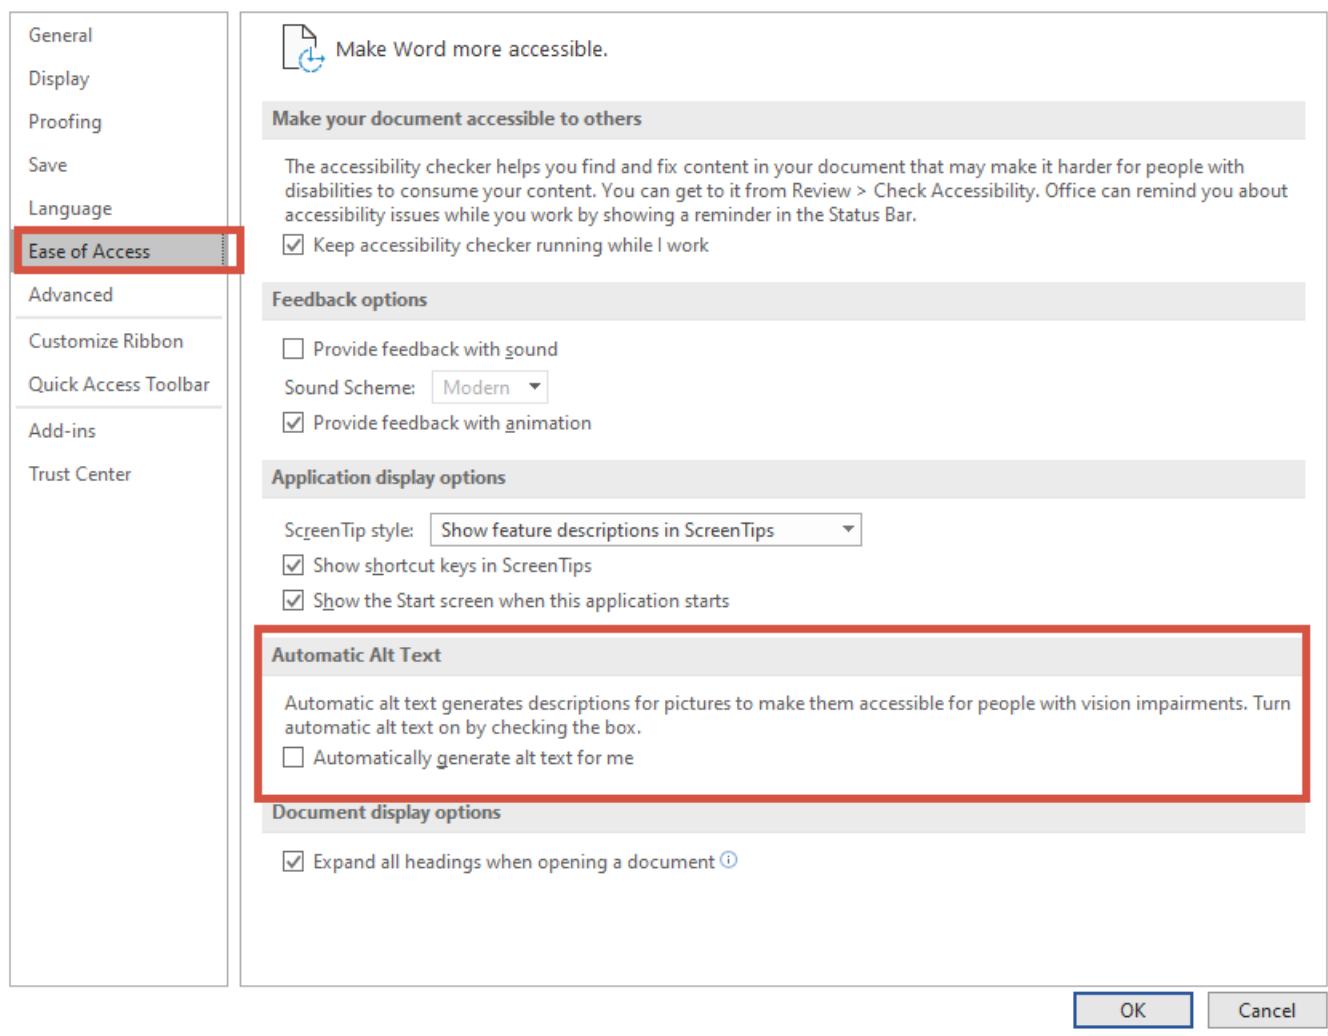 General
Display
Proofing
Save
Language
Ease of Access
Advanced
Customize Ribbon
Quick Access Toolbar
Add-ins
Trust Center
Make Word more accessible.
Make your document accessible to others
The accessibility checker helps you find and fix content in your document that may make it harder for people with
disabilities to consume your content. You can get to it from Review > Check Accessibility. Office can remind you about
accessibility issues while you work by showing a reminder in the Status Bar.
Keep accessibility checker running while I work
Feedback options
Provide feedback with sound
Sound Scheme: Modern
Provide feedback with animation
Application display options
ScreenTip style: Show feature descriptions in ScreenTips
Show shortcut keys in ScreenTips
Show the Start screen when this application starts
Automatic Alt Text
Automatic alt text generates descriptions for pictures to make them accessible for people with vision impairments. Turn
automatic alt text on by checking the box.
Automatically generate alt text for me
Document display options
Expand all headings when opening a document
OK Cancel